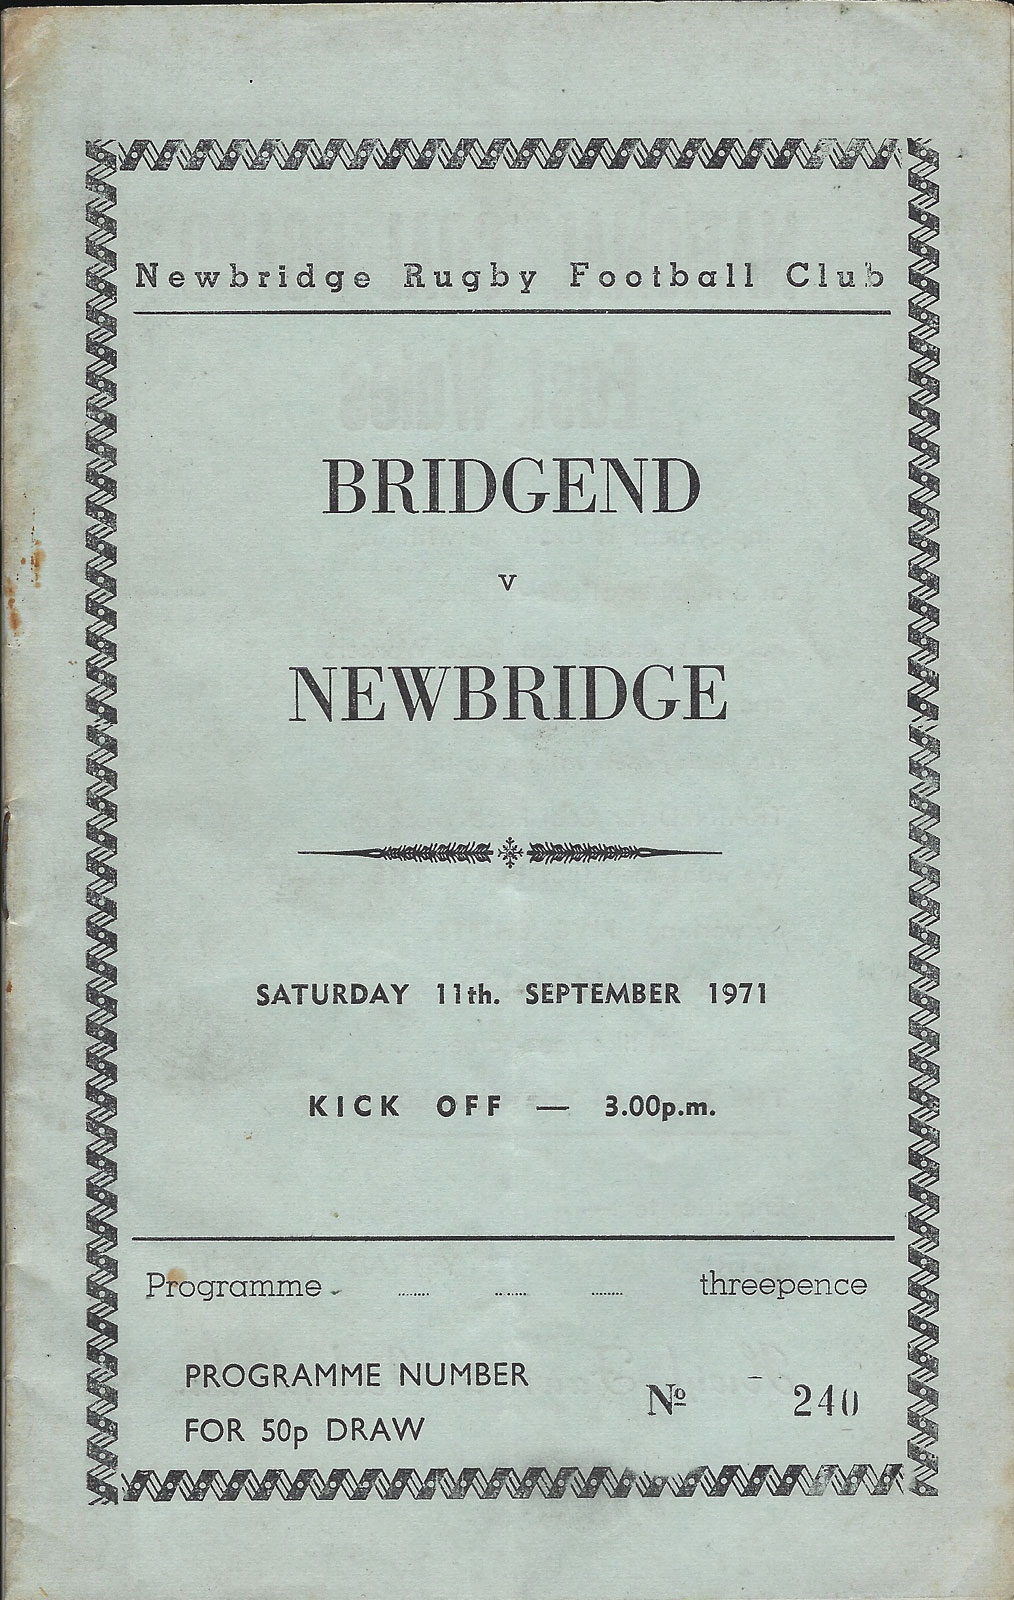 Newbridge Rugby Football Club
BRIDGEND
v
NEWBRIDGE
SATURDAY 11th. SEPTEMBER 1971
KICK OFF — 3.00p.m.
Programme ........ ........ ........ threepence
PROGRAMME NUMBER
FOR 50p DRAW
Nº 240